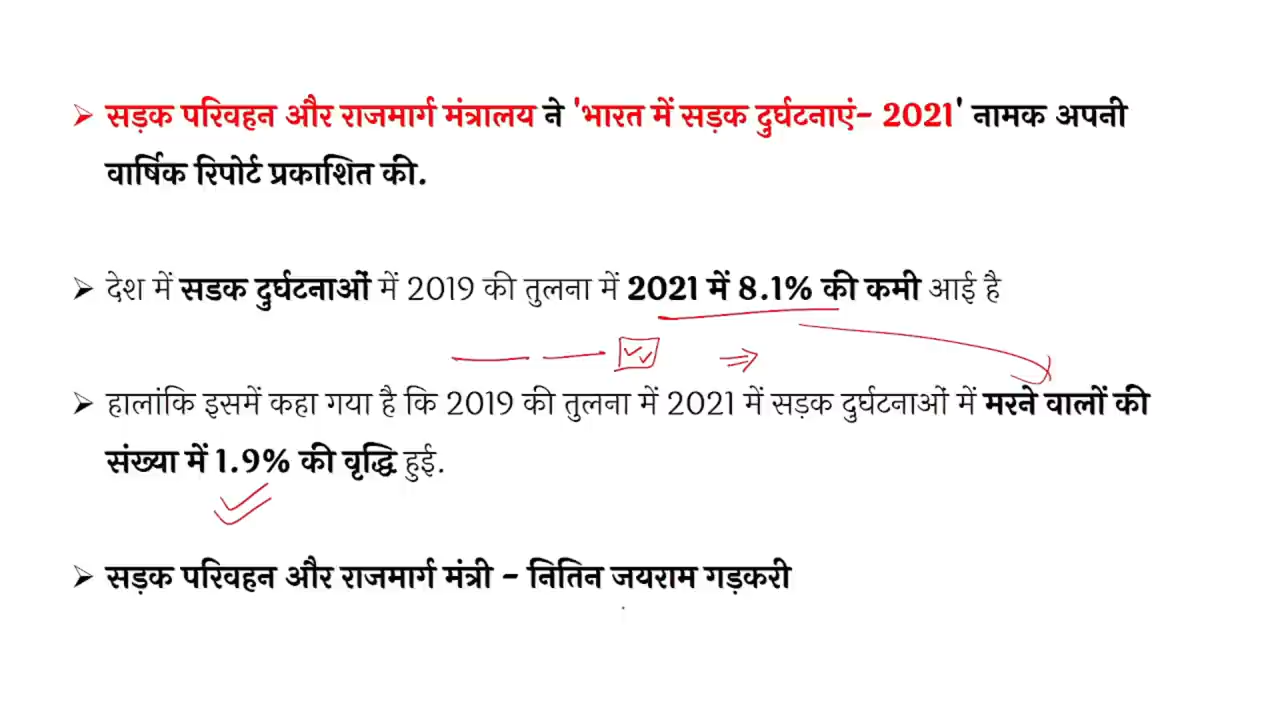 ➢ सड़क परिवहन और राजमार्ग मंत्रालय ने 'भारत में सड़क दुर्घटनाएं- 2021' नामक अपनी
वार्षिक रिपोर्ट प्रकाशित की.
➢ देश में सडक दुर्घटनाओं में 2019 की तुलना में 2021 में 8.1% की कमी आई है
➢ हालांकि इसमें कहा गया है कि 2019 की तुलना में 2021 में सड़क दुर्घटनाओं में मरने वालों की
संख्या में 1.9% की वृद्धि हुई.
➢ सड़क परिवहन और राजमार्ग मंत्री - नितिन जयराम गड़करी